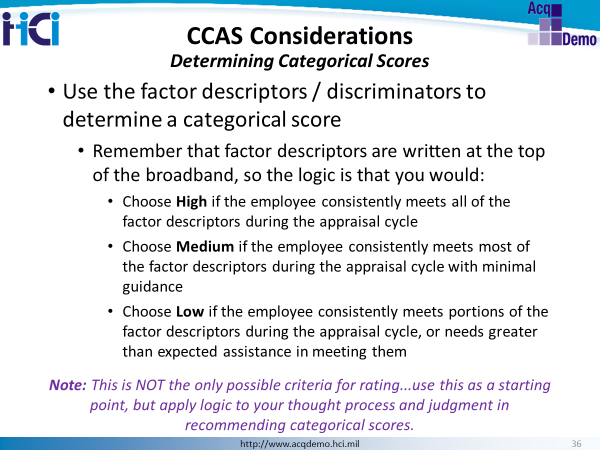 HCi
Acq
Demo
CCAS Considerations
Determining Categorical Scores
• Use the factor descriptors / discriminators to
determine a categorical score
• Remember that factor descriptors are written at the top
of the broadband, so the logic is that you would:
• Choose High if the employee consistently meets all of the
factor descriptors during the appraisal cycle
• Choose Medium if the employee consistently meets most of
the factor descriptors during the appraisal cycle with minimal
guidance
• Choose Low if the employee consistently meets portions of the
factor descriptors during the appraisal cycle, or needs greater
than expected assistance in meeting them
Note: This is NOT the only possible criteria for rating...use this as a starting
point, but apply logic to your thought process and judgment in
recommending categorical scores.
http://www.acqdemo.hci.mil
36